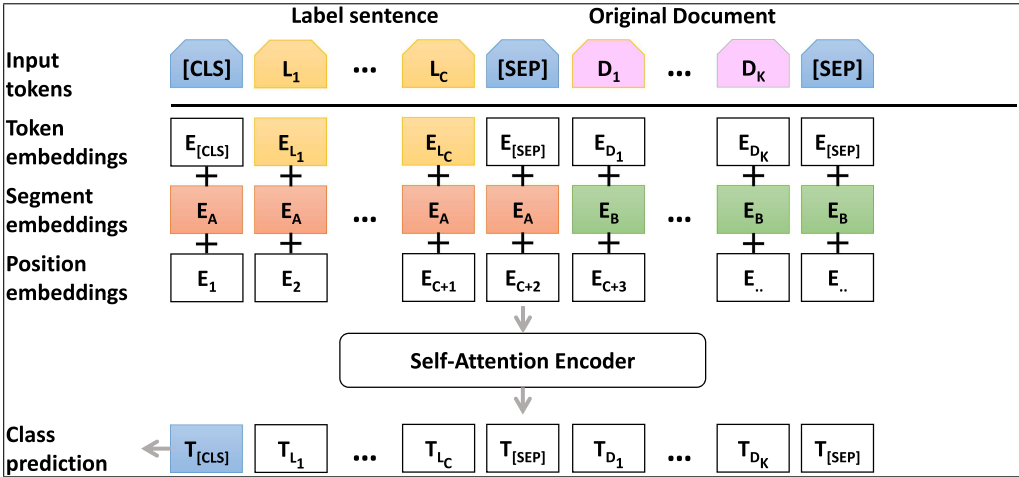 Label sentence Original Document
Input tokens [CLS] L1 ... LC [SEP] D1 ... DK [SEP]
Token embeddings E[CLS] EL1 ELC E[SEP] ED1 EDK E[SEP]
+ + + + + + +
Segment embeddings EA EA ... EA EA EB ... EB EB
+ + + + + + +
Position embeddings E1 E2 EC+1 EC+2 EC+3 E.. E..
Self-Attention Encoder
Class prediction T[CLS] TL1 ... TLC T[SEP] TD1 ... TDK T[SEP]